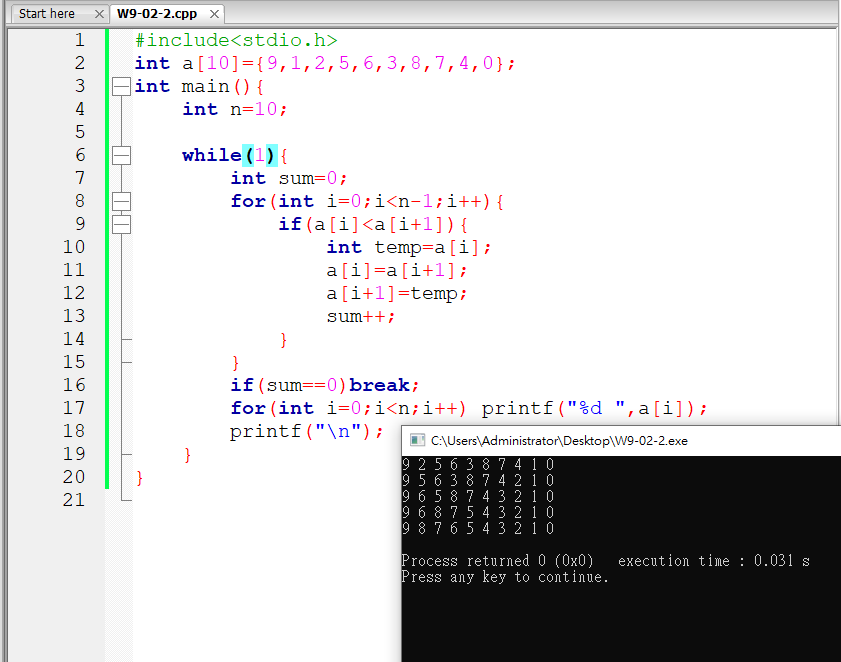 Start here × W9-02-2.cpp ×
1 #include<stdio.h>
2 int a[10]={9,1,2,5,6,3,8,7,4,0};
3 int main(){
4     int n=10;
5
6     while(1){
7         int sum=0;
8         for(int i=0;i<n-1;i++){
9             if(a[i]<a[i+1]){
10                 int temp=a[i];
11                 a[i]=a[i+1];
12                 a[i+1]=temp;
13                 sum++;
14             }
15         }
16         if(sum==0)break;
17         for(int i=0;i<n;i++) printf("%d ",a[i]);
18         printf("\n");
19     }
20 }
21
C:\Users\Administrator\Desktop\W9-02-2.exe
9 2 5 6 3 8 7 4 1 0
9 5 6 3 8 7 4 2 1 0
9 6 5 8 7 4 3 2 1 0
9 6 8 7 5 4 3 2 1 0
9 8 7 6 5 4 3 2 1 0
Process returned 0 (0x0)   execution time : 0.031 s
Press any key to continue.